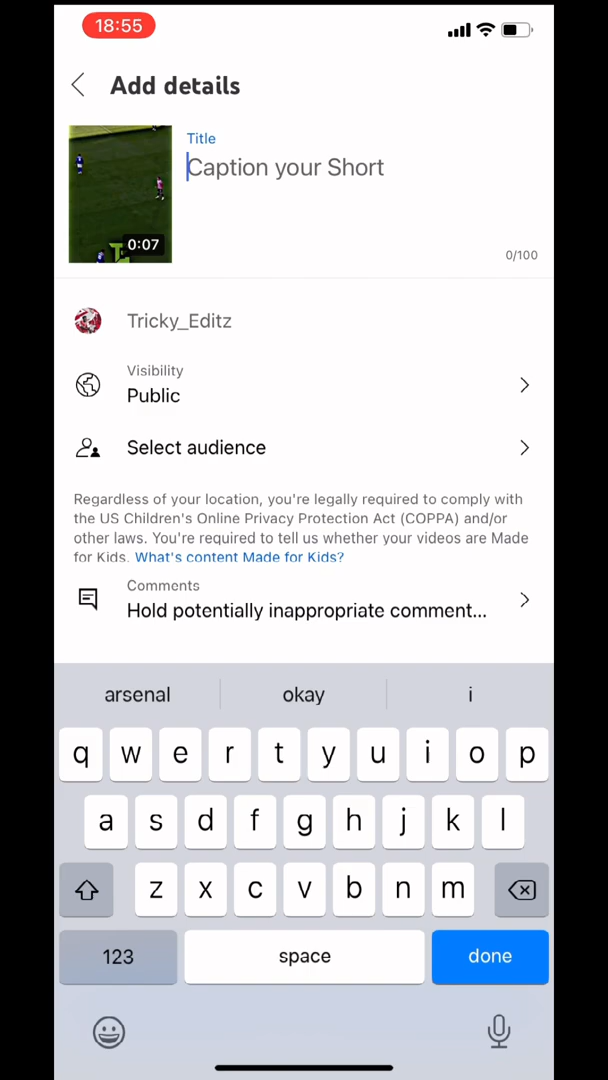 18:55
Add details
Title
Caption your Short
0:07
0/100
Tricky_Editz
Visibility
Public
Select audience
Regardless of your location, you're legally required to comply with
the US Children's Online Privacy Protection Act (COPPA) and/or
other laws. You're required to tell us whether your videos are Made
for Kids. What's content Made for Kids?
Comments
Hold potentially inappropriate comment...
arsenal okay i
q w e r t y u i o p
a s d f g h j k l
z x c v b n m
123 space done